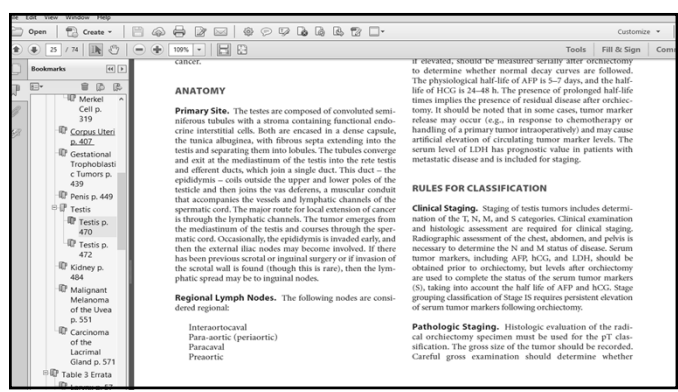 File Edit View Window Help
Open
Create
Customize
25 / 74
109%
Tools
Fill & Sign
Bookmarks
Merkel
Cell p.
319
Corpus Uteri
p. 407
Gestational
Trophoblasti
c Tumors p.
439
Penis p. 449
Testis
Testis p.
470
Testis p.
472
Kidney p.
484
Malignant
Melanoma
of the Uvea
p. 551
Carcinoma
of the
Lacrimal
Gland p. 571
Table 3 Errata
cancer.
ANATOMY
Primary Site. The testes are composed of convoluted semi-
niferous tubules with a stroma containing functional endo-
crine interstitial cells. Both are encased in a dense capsule,
the tunica albuginea, with fibrous septa extending into the
testis and separating them into lobules. The tubules converge
and exit at the mediastinum of the testis into the rete testis
and efferent ducts, which join a single duct. This duct – the
epididymis – coils outside the upper and lower poles of the
testicle and then joins the vas deferens, a muscular conduit
that accompanies the vessels and lymphatic channels of the
spermatic cord. The major route for local extension of cancer
is through the lymphatic channels. The tumor emerges from
the mediastinum of the testis and courses through the sper-
matic cord. Occasionally, the epididymis is invaded early, and
then the external iliac nodes may become involved. If there
has been previous scrotal or inguinal surgery or if invasion of
the scrotal wall is found (though this is rare), then the lym-
phatic spread may be to inguinal nodes.
Regional Lymph Nodes. The following nodes are consi-
dered regional:
Interaortocaval
Para-aortic (periaortic)
Paracaval
Preaortic
if elevated, should be measured serially after orchiectomy
to determine whether normal decay curves are followed.
The physiological half-life of AFP is 5–7 days, and the half-
life of HCG is 24–48 h. The presence of prolonged half-life
times implies the presence of residual disease after orchiec-
tomy. It should be noted that in some cases, tumor marker
release may occur (e.g., in response to chemotherapy or
handling of a primary tumor intraoperatively) and may cause
artificial elevation of circulating tumor marker levels. The
serum level of LDH has prognostic value in patients with
metastatic disease and is included for staging.
RULES FOR CLASSIFICATION
Clinical Staging. Staging of testis tumors includes determi-
nation of the T, N, M, and S categories. Clinical examination
and histologic assessment are required for clinical staging.
Radiographic assessment of the chest, abdomen, and pelvis is
necessary to determine the N and M status of disease. Serum
tumor markers, including AFP, hCG, and LDH, should be
obtained prior to orchiectomy, but levels after orchiectomy
are used to complete the status of the serum tumor markers
(S), taking into account the half life of AFP and hCG. Stage
grouping classification of Stage IS requires persistent elevation
of serum tumor markers following orchiectomy.
Pathologic Staging. Histologic evaluation of the radi-
cal orchiectomy specimen must be used for the pT clas-
sification. The gross size of the tumor should be recorded.
Careful gross examination should determine whether